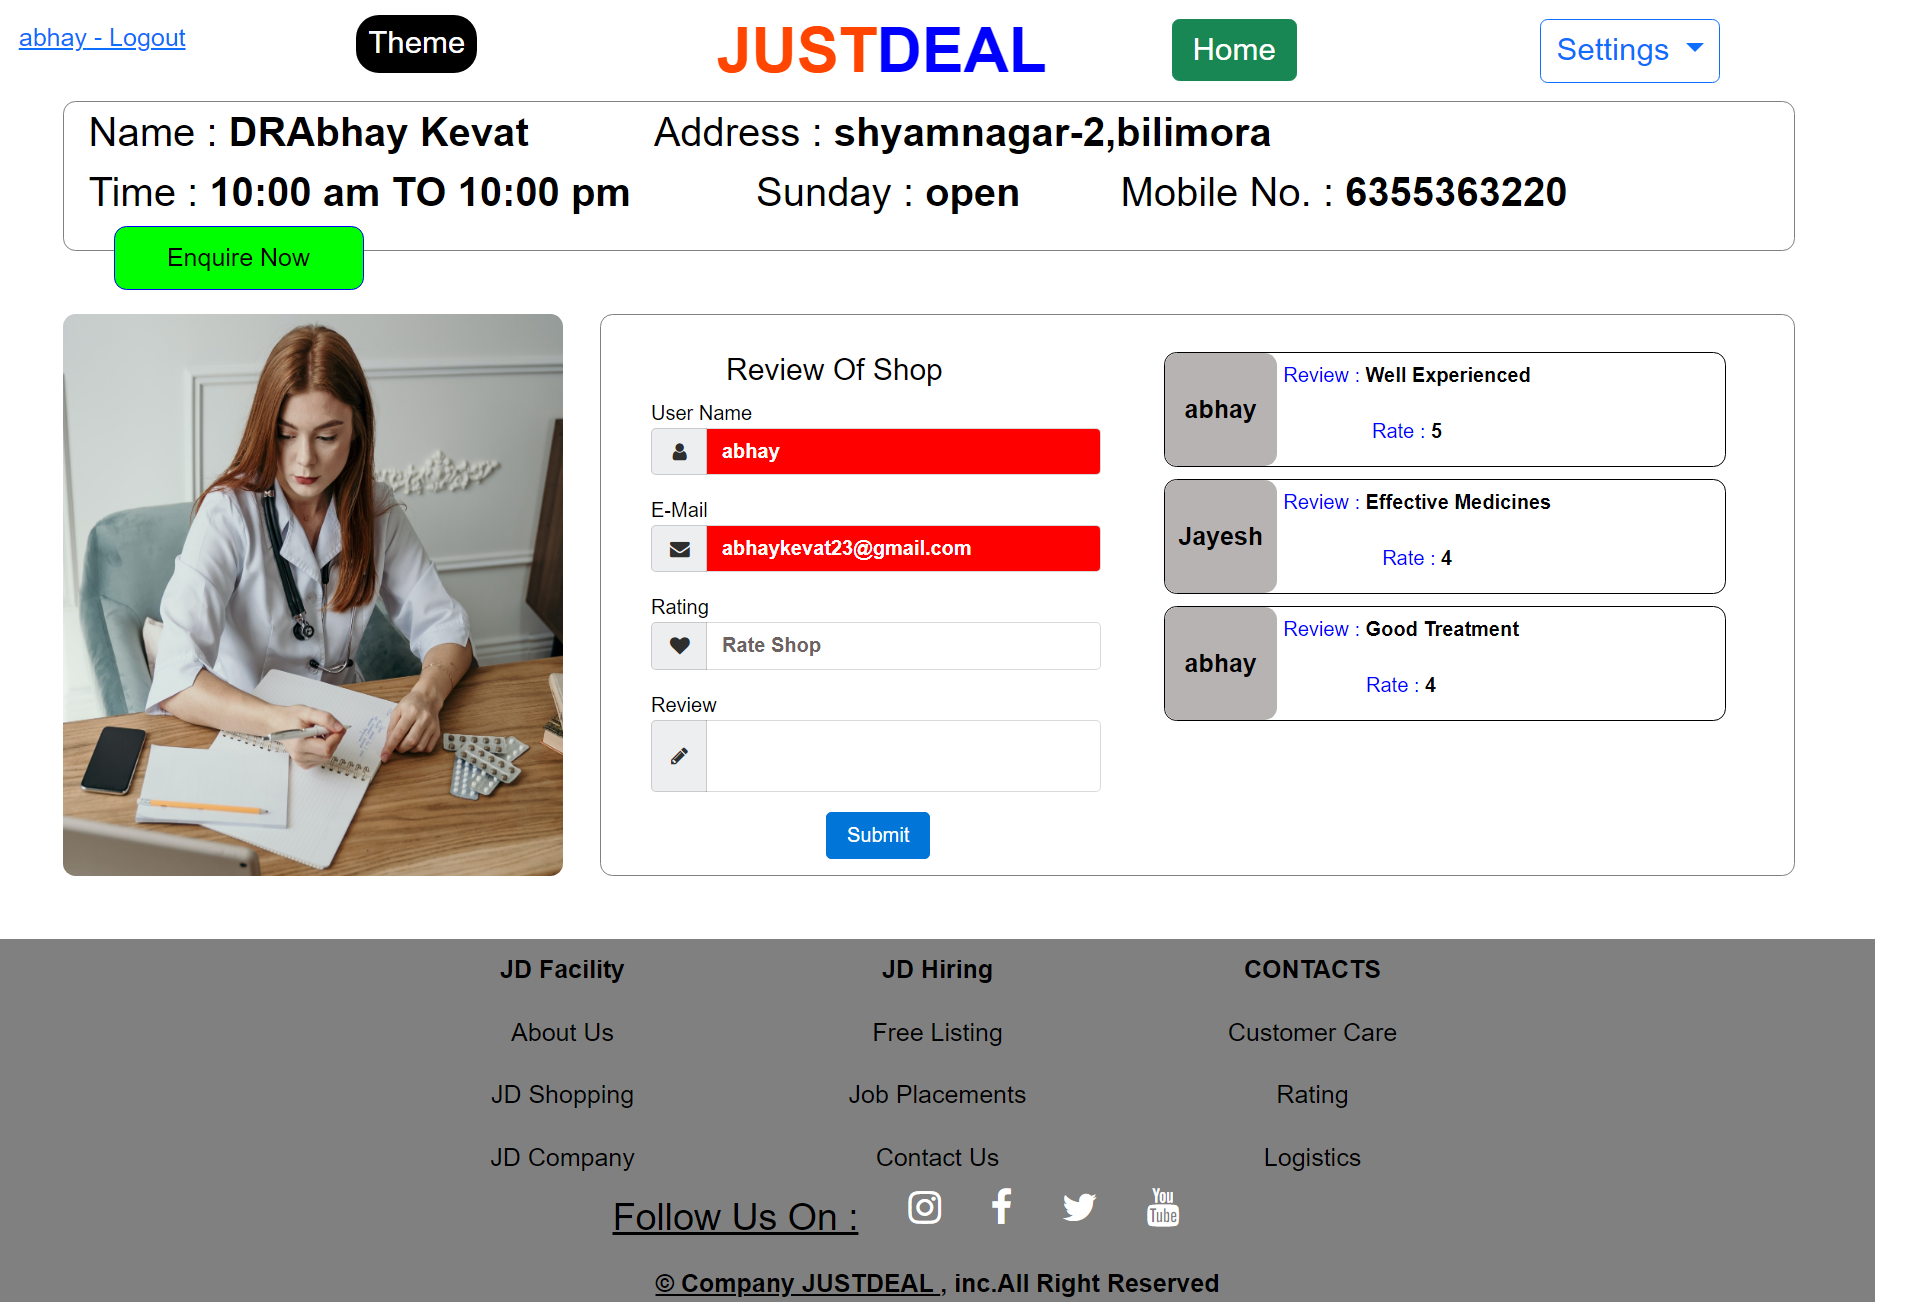 abhay - Logout
Theme
JUSTDEAL
Home
Settings
Name : DRAbhay Kevat
Address : shyamnagar-2,bilimora
Time : 10:00 am TO 10:00 pm
Sunday : open
Mobile No. : 6355363220
Enquire Now
Review Of Shop
User Name
abhay
E-Mail
abhaykevat23@gmail.com
Rating
Rate Shop
Review
Submit
abhay
Review : Well Experienced
Rate : 5
Jayesh
Review : Effective Medicines
Rate : 4
abhay
Review : Good Treatment
Rate : 4
JD Facility
About Us
JD Shopping
JD Company
JD Hiring
Free Listing
Job Placements
Contact Us
CONTACTS
Customer Care
Rating
Logistics
Follow Us On :
You
Tube
© Company JUSTDEAL , inc.All Right Reserved